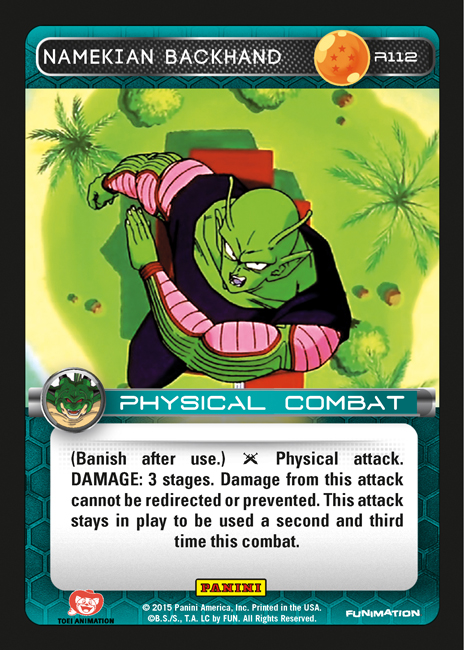 NAMEKIAN BACKHAND
R112
PHYSICAL COMBAT
(Banish after use.) Physical attack.
DAMAGE: 3 stages. Damage from this attack
cannot be redirected or prevented. This attack
stays in play to be used a second and third
time this combat.
PANINI
© 2015 Panini America, Inc. Printed in the USA.
©B.S./S., T.A. LC by FUN. All Rights Reserved.
TOEI ANIMATION
FUNIMATION